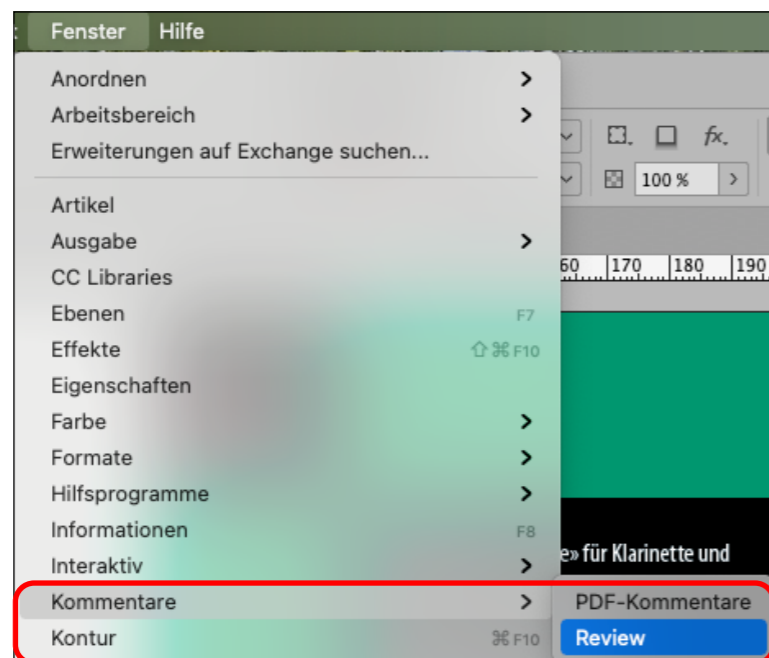 Fenster Hilfe
Anordnen
Arbeitsbereich
Erweiterungen auf Exchange suchen...
fx.
100 %
Artikel
Ausgabe
CC Libraries
60 170 180 190
Ebenen F7
Effekte ⇧⌘F10
Eigenschaften
Farbe
Formate
Hilfsprogramme
Informationen F8
e» für Klarinette und
Interaktiv
Kommentare PDF-Kommentare
Kontur ⌘F10 Review